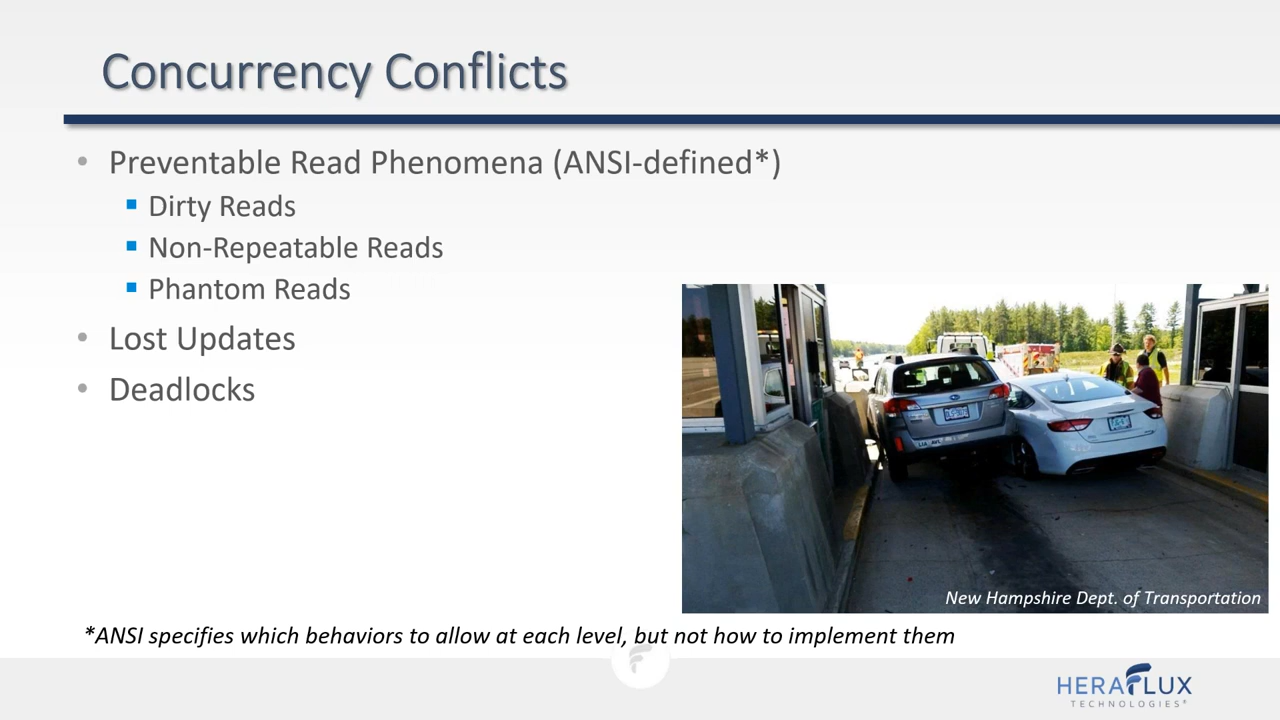 Concurrency Conflicts
• Preventable Read Phenomena (ANSI-defined*)
▪ Dirty Reads
▪ Non-Repeatable Reads
▪ Phantom Reads
• Lost Updates
• Deadlocks
New Hampshire Dept. of Transportation
*ANSI specifies which behaviors to allow at each level, but not how to implement them
HERAFLUX
TECHNOLOGIES®